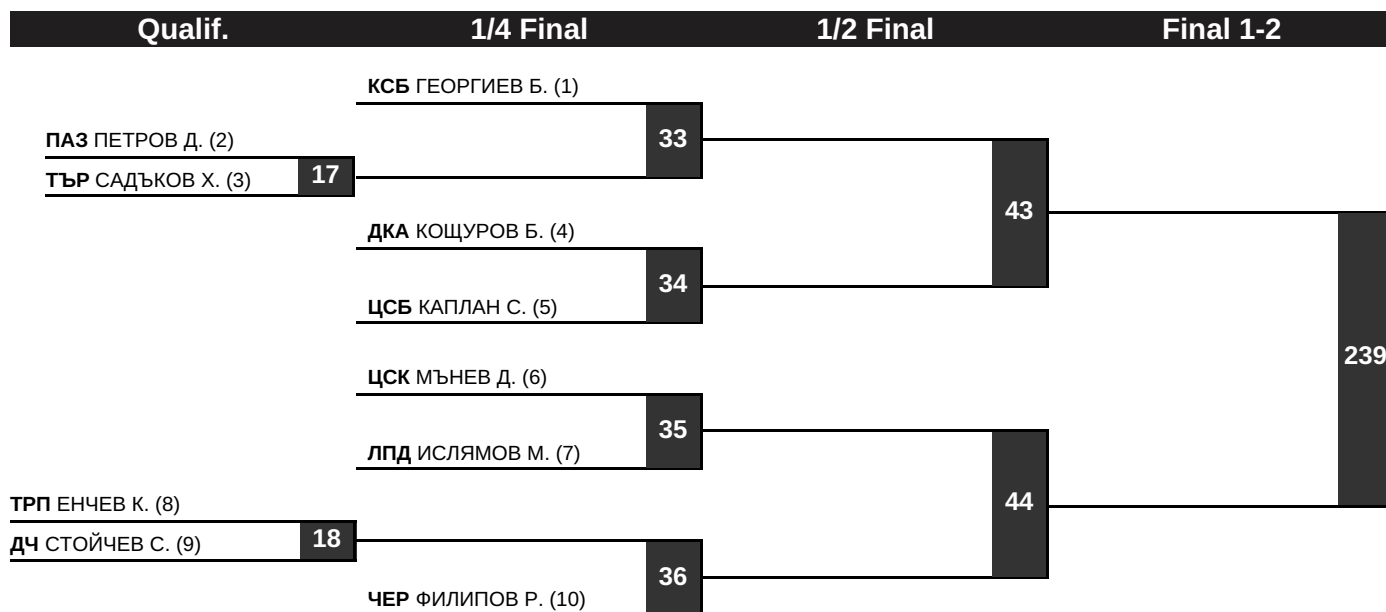 Qualif. 1/4 Final 1/2 Final Final 1-2
КСБ ГЕОРГИЕВ Б. (1)
33
ПАЗ ПЕТРОВ Д. (2)
17
ТЪР САДЪКОВ Х. (3)
43
ДКА КОЩУРОВ Б. (4)
34
ЦСБ КАПЛАН С. (5)
239
ЦСК МЪНЕВ Д. (6)
35
ЛПД ИСЛЯМОВ М. (7)
44
ТРП ЕНЧЕВ К. (8)
18
ДЧ СТОЙЧЕВ С. (9)
36
ЧЕР ФИЛИПОВ Р. (10)